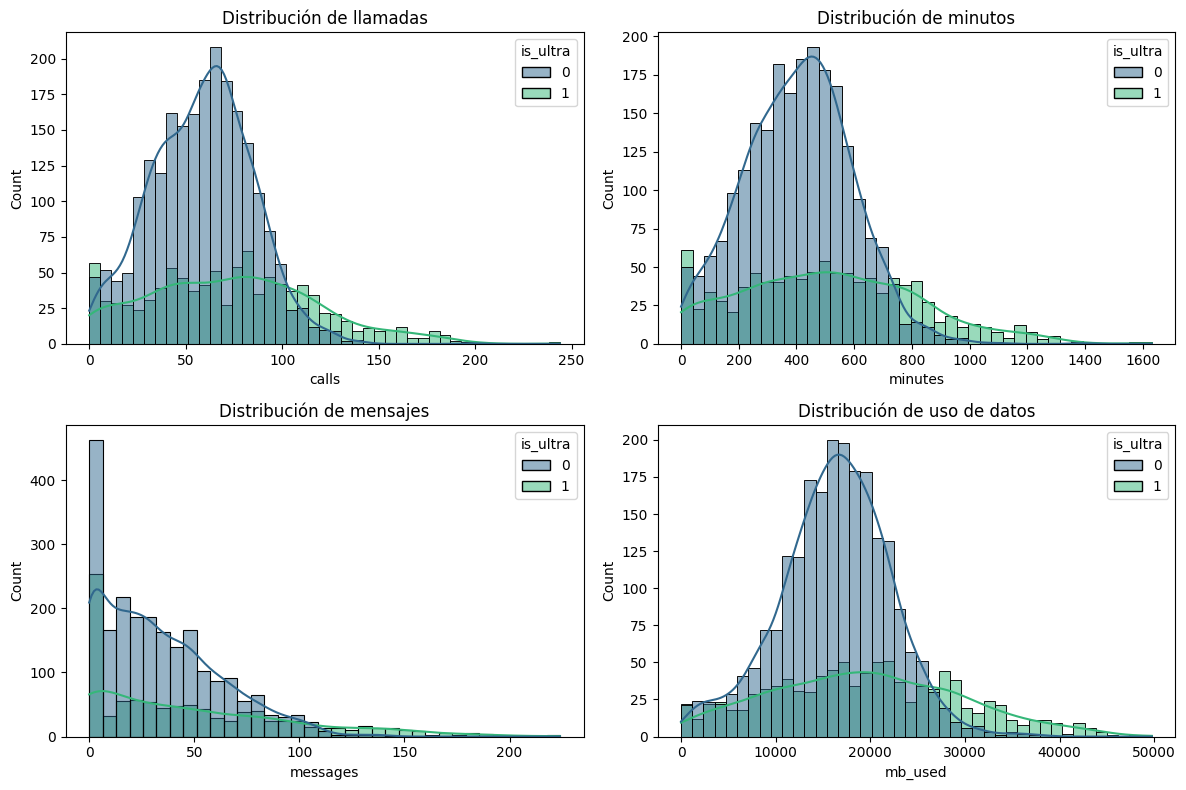 Distribución de llamadas
is_ultra
0
1
200
175
150
125
100
75
50
25
0
Count
0 50 100 150 200 250
calls
Distribución de minutos
is_ultra
0
1
200
175
150
125
100
75
50
25
0
Count
0 200 400 600 800 1000 1200 1400 1600
minutes
Distribución de mensajes
is_ultra
0
1
400
300
200
100
0
Count
0 50 100 150 200
messages
Distribución de uso de datos
is_ultra
0
1
200
175
150
125
100
75
50
25
0
Count
0 10000 20000 30000 40000 50000
mb_used